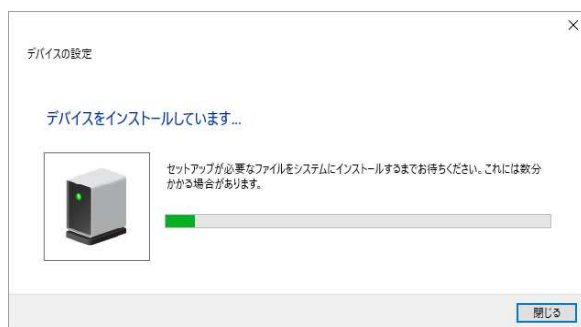 デバイスの設定
デバイスをインストールしています...
セットアップが必要なファイルをシステムにインストールするまでお待ちください。これには数分
かかる場合があります。
閉じる